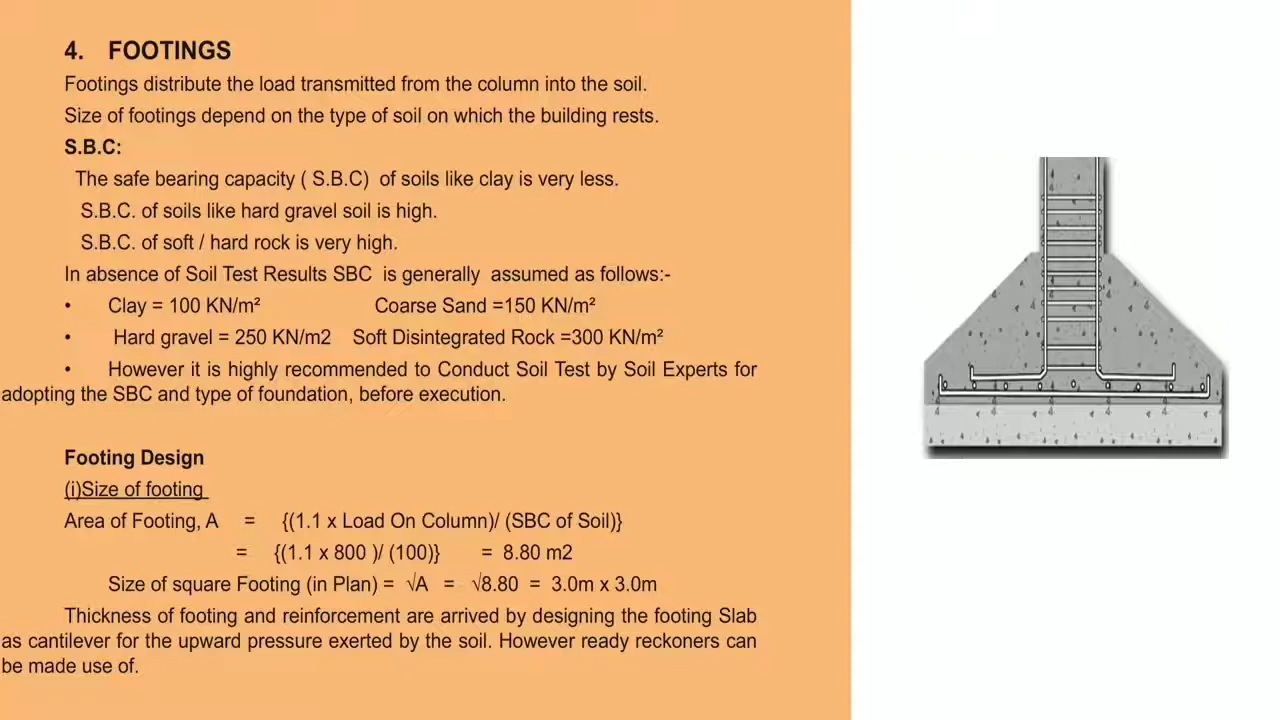 4. FOOTINGS
Footings distribute the load transmitted from the column into the soil.
Size of footings depend on the type of soil on which the building rests.
S.B.C:
The safe bearing capacity ( S.B.C) of soils like clay is very less.
S.B.C. of soils like hard gravel soil is high.
S.B.C. of soft / hard rock is very high.
In absence of Soil Test Results SBC is generally assumed as follows:-
• Clay = 100 KN/m² Coarse Sand =150 KN/m²
• Hard gravel = 250 KN/m2 Soft Disintegrated Rock =300 KN/m²
• However it is highly recommended to Conduct Soil Test by Soil Experts for
adopting the SBC and type of foundation, before execution.
Footing Design
(i)Size of footing
Area of Footing, A = {(1.1 x Load On Column)/ (SBC of Soil)}
= {(1.1 x 800 )/ (100)} = 8.80 m2
Size of square Footing (in Plan) = √A = √8.80 = 3.0m x 3.0m
Thickness of footing and reinforcement are arrived by designing the footing Slab
as cantilever for the upward pressure exerted by the soil. However ready reckoners can
be made use of.